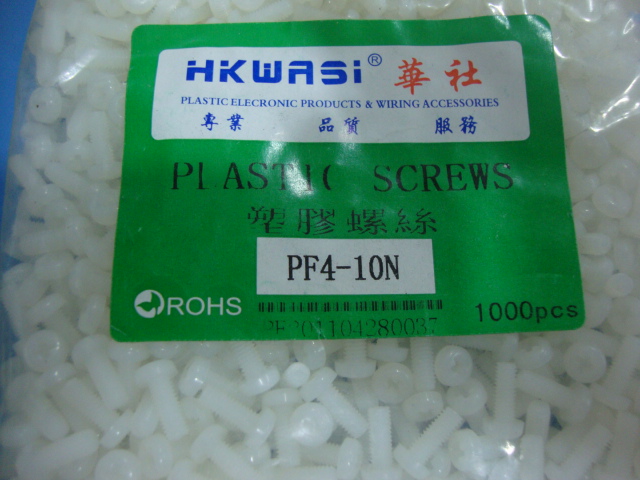 HKWASI® 華社
PLASTIC ELECRONIC PRODUCTS & WIRING ACCESSORIES
專業 品質 服務
PLASTIC SCREWS
塑膠螺絲
PF4-10N
ROHS
1000pcs